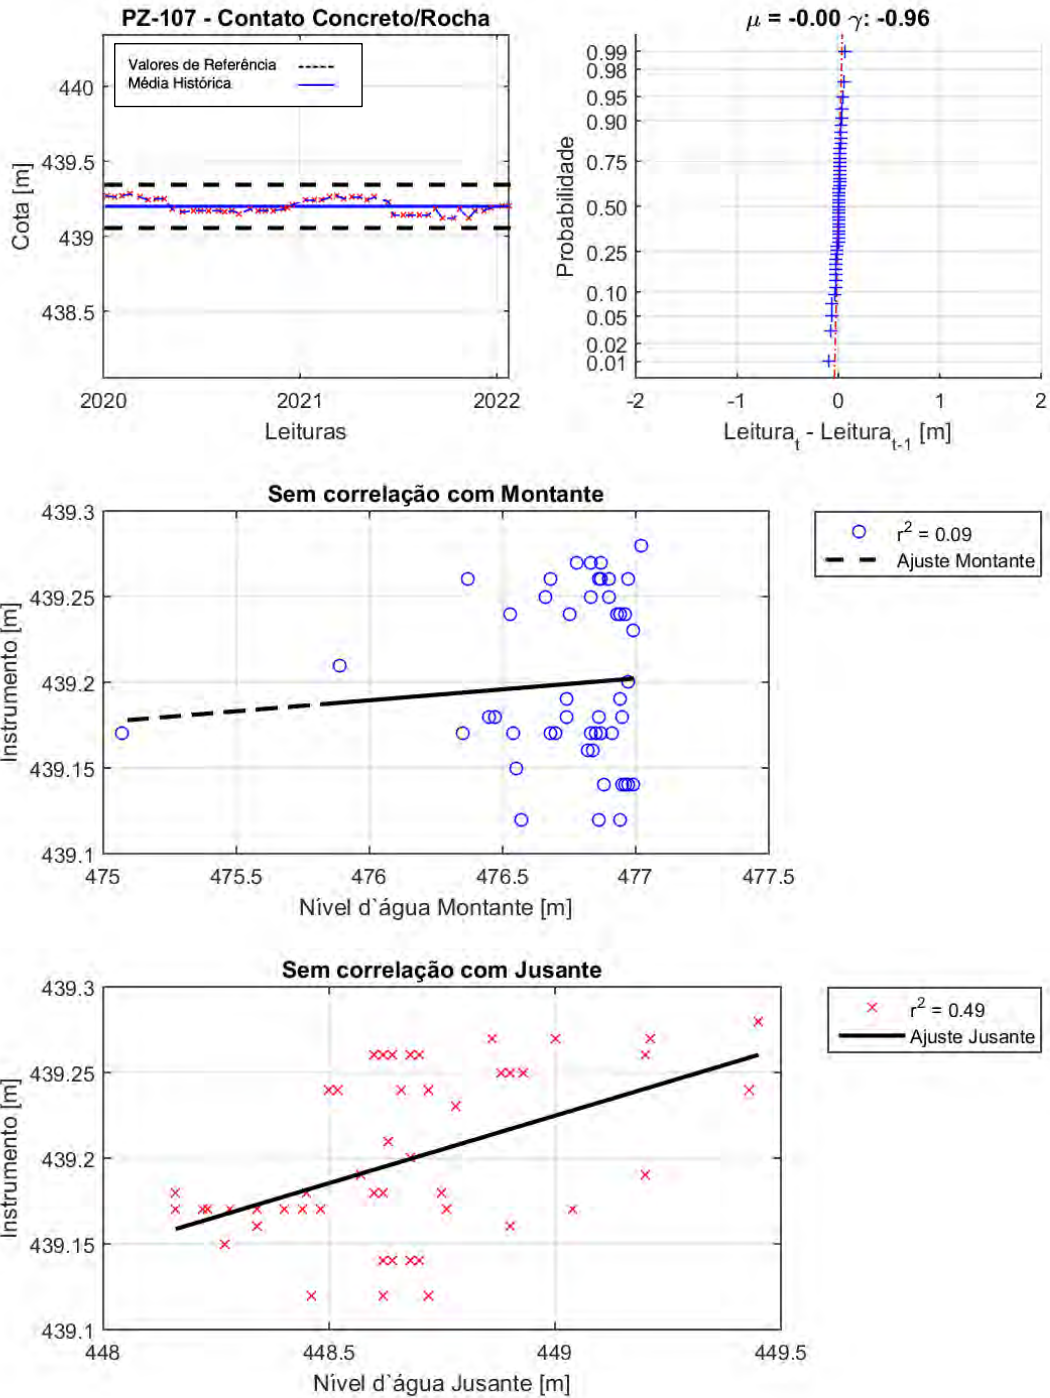 PZ-107 - Contato Concreto/Rocha
Valores de Referência
Média Histórica
440
439.5
439
438.5
Cota [m]
2020
2021
2022
Leituras
μ = -0.00 γ: -0.96
0.99
0.98
0.95
0.90
0.75
0.50
0.25
0.10
0.05
0.02
0.01
Probabilidade
-2
-1
0
1
2
Leitura_t - Leitura_t-1 [m]
Sem correlação com Montante
439.3
439.25
439.2
439.15
439.1
Instrumento [m]
475
475.5
476
476.5
477
477.5
Nível d`água Montante [m]
r² = 0.09
Ajuste Montante
Sem correlação com Jusante
439.3
439.25
439.2
439.15
439.1
Instrumento [m]
448
448.5
449
449.5
Nível d`água Jusante [m]
r² = 0.49
Ajuste Jusante